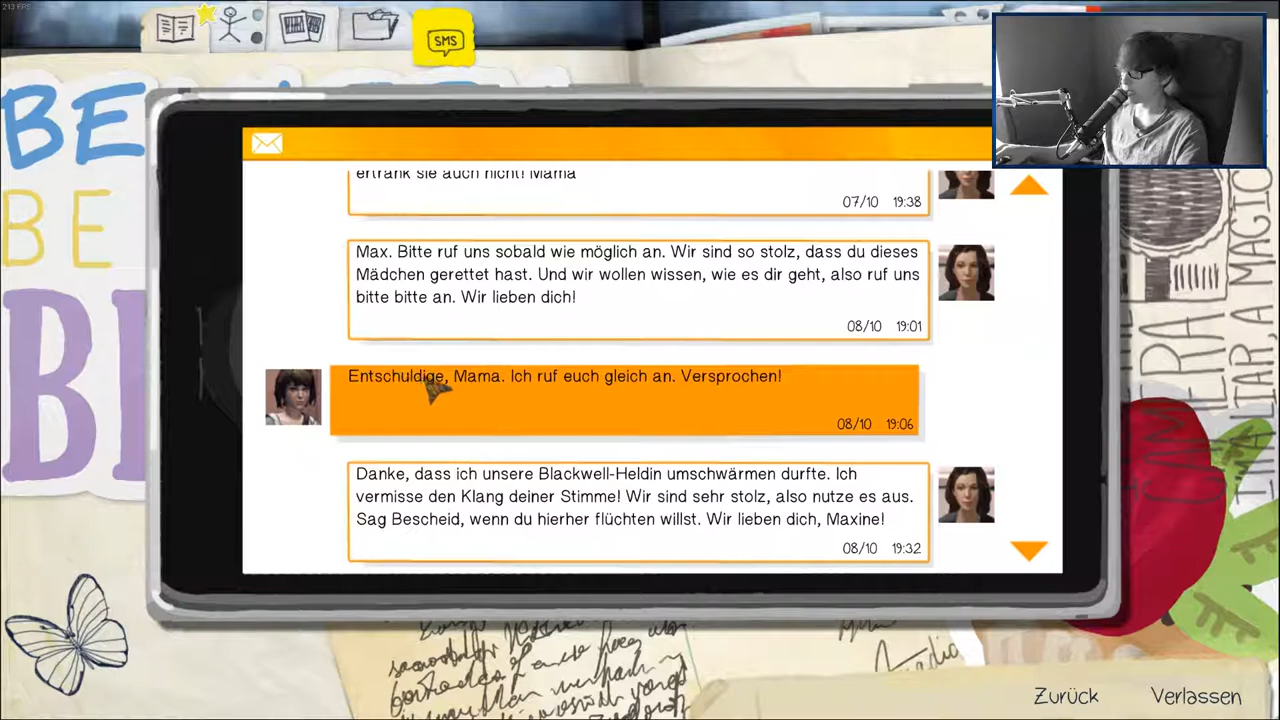 213 FPS
SMS
BE
BE
ertränk sie auch nicht! Mama
07/10 19:38
Max. Bitte ruf uns sobald wie möglich an. Wir sind so stolz, dass du dieses
Mädchen gerettet hast. Und wir wollen wissen, wie es dir geht, also ruf uns
bitte bitte an. Wir lieben dich!
08/10 19:01
Entschuldige, Mama. Ich ruf euch gleich an. Versprochen!
08/10 19:06
Danke, dass ich unsere Blackwell-Heldin umschwärmen durfte. Ich
vermisse den Klang deiner Stimme! Wir sind sehr stolz, also nutze es aus.
Sag Bescheid, wenn du hierher flüchten willst. Wir lieben dich, Maxine!
08/10 19:32
Zurück Verlassen